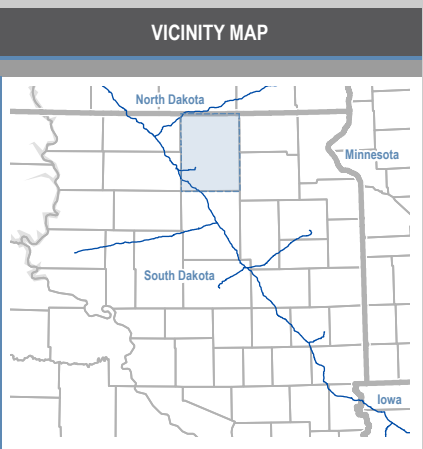 VICINITY MAP
North Dakota
Minnesota
South Dakota
Iowa